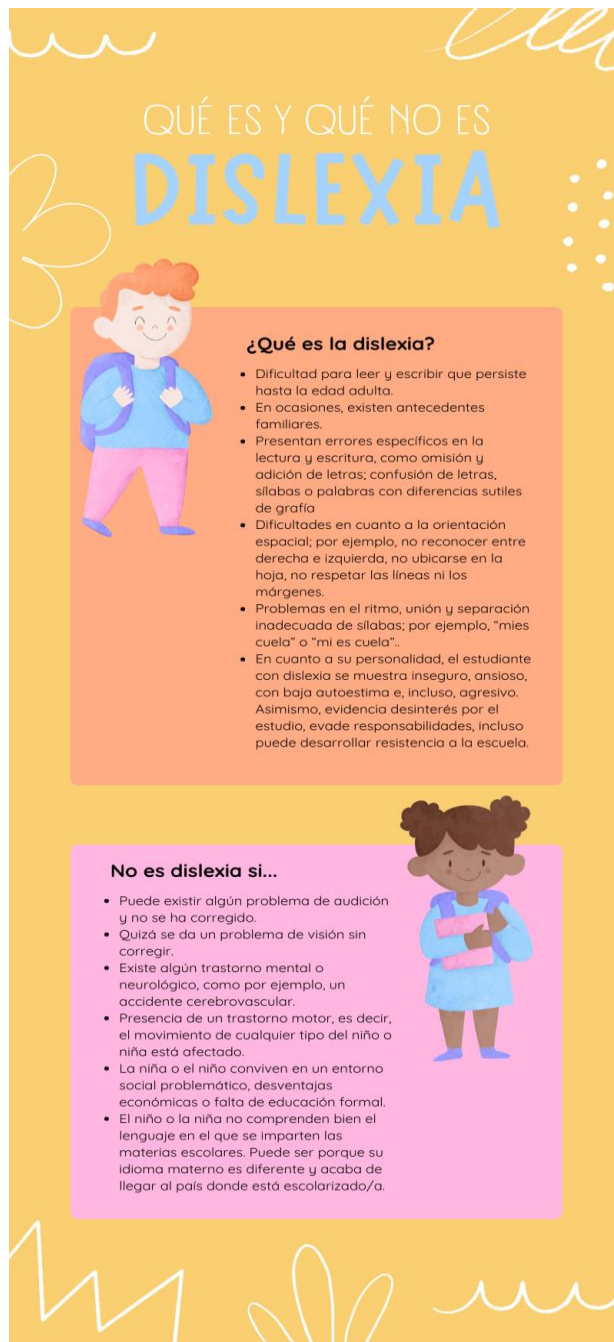 QUÉ ES Y QUÉ NO ES
DISLEXIA
¿Qué es la dislexia?
• Dificultad para leer y escribir que persiste
hasta la edad adulta.
• En ocasiones, existen antecedentes
familiares.
• Presentan errores específicos en la
lectura y escritura, como omisión y
adición de letras; confusión de letras,
sílabas o palabras con diferencias sutiles
de grafía
• Dificultades en cuanto a la orientación
espacial; por ejemplo, no reconocer entre
derecha e izquierda, no ubicarse en la
hoja, no respetar las líneas ni los
márgenes.
• Problemas en el ritmo, unión y separación
inadecuada de sílabas; por ejemplo, “mies
cuela” o “mi es cuela”..
• En cuanto a su personalidad, el estudiante
con dislexia se muestra inseguro, ansioso,
con baja autoestima e, incluso, agresivo.
Asimismo, evidencia desinterés por el
estudio, evade responsabilidades, incluso
puede desarrollar resistencia a la escuela.
No es dislexia si...
• Puede existir algún problema de audición
y no se ha corregido.
• Quizá se da un problema de visión sin
corregir.
• Existe algún trastorno mental o
neurológico, como por ejemplo, un
accidente cerebrovascular.
• Presencia de un trastorno motor, es decir,
el movimiento de cualquier tipo del niño o
niña está afectado.
• La niña o el niño conviven en un entorno
social problemático, desventajas
económicas o falta de educación formal.
• El niño o la niña no comprenden bien el
lenguaje en el que se imparten las
materias escolares. Puede ser porque su
idioma materno es diferente y acaba de
llegar al país donde está escolarizado/a.